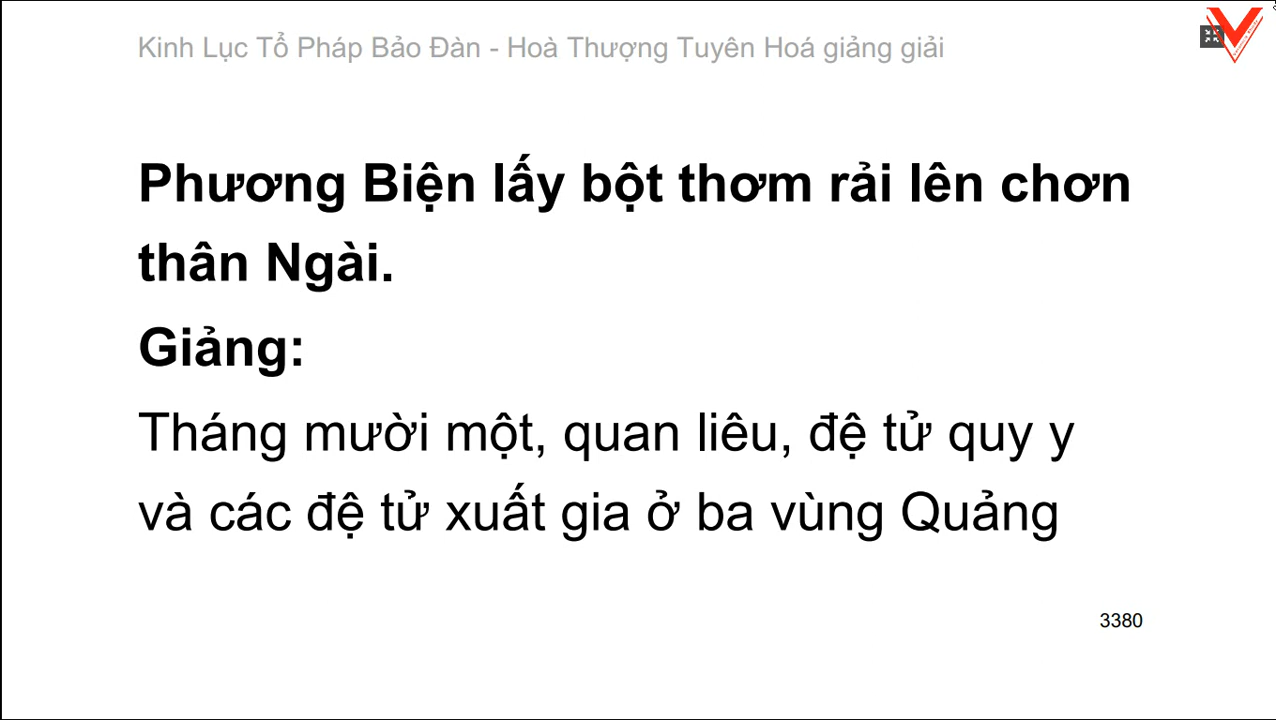 Kinh Lục Tổ Pháp Bảo Đàn - Hoà Thượng Tuyên Hoá giảng giải
Phương Biện lấy bột thơm rải lên chơn
thân Ngài.
Giảng:
Tháng mười một, quan liêu, đệ tử quy y
và các đệ tử xuất gia ở ba vùng Quảng
3380